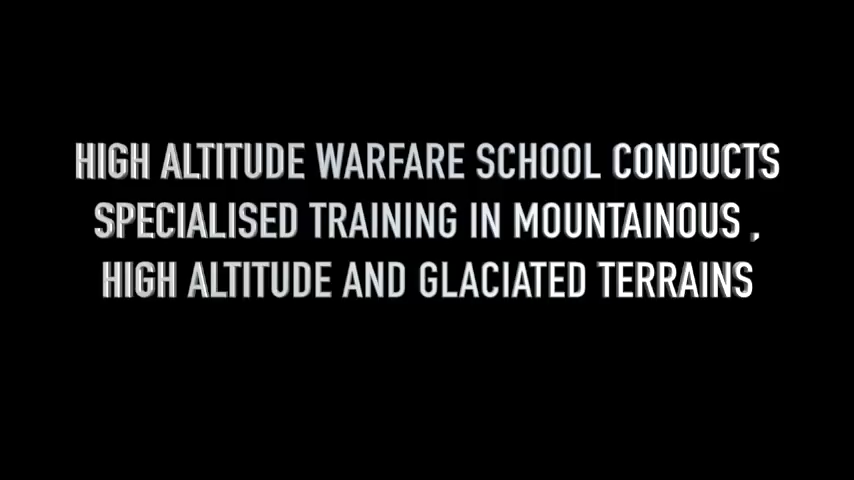 HIGH ALTITUDE WARFARE SCHOOL CONDUCTS
SPECIALISED TRAINING IN MOUNTAINOUS ,
HIGH ALTITUDE AND GLACIATED TERRAINS